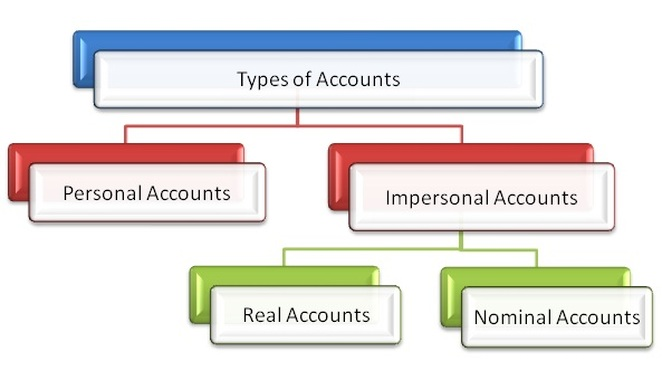 Types of Accounts
Personal Accounts
Impersonal Accounts
Real Accounts
Nominal Accounts